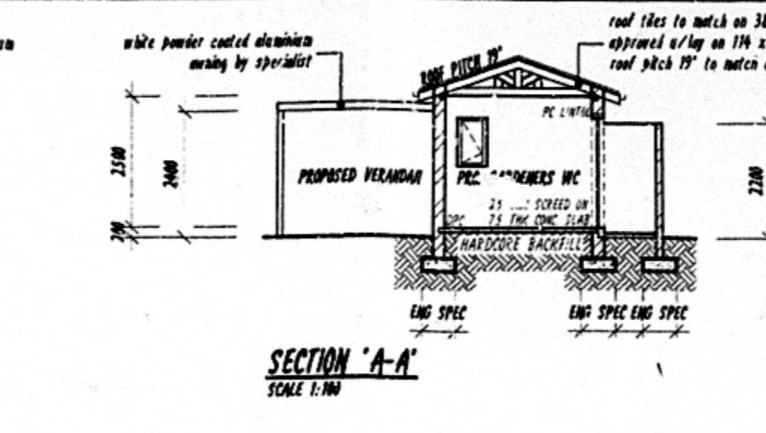 roof tiles to match on 38
white powder coated aluminium
awning by specialist
approved u/lay on 114 x
roof pitch 19° to match
ROOF PITCH 19°
PC LINTOL
2500
2400
2200
PROPOSED VERANDAH
GARDENERS WC
25 SCREED ON
DPC 75 THK CONC SLAB
HARDCORE BACKFILL
ENG SPEC
ENG SPEC ENG SPEC
SECTION 'A-A'
SCALE 1:100